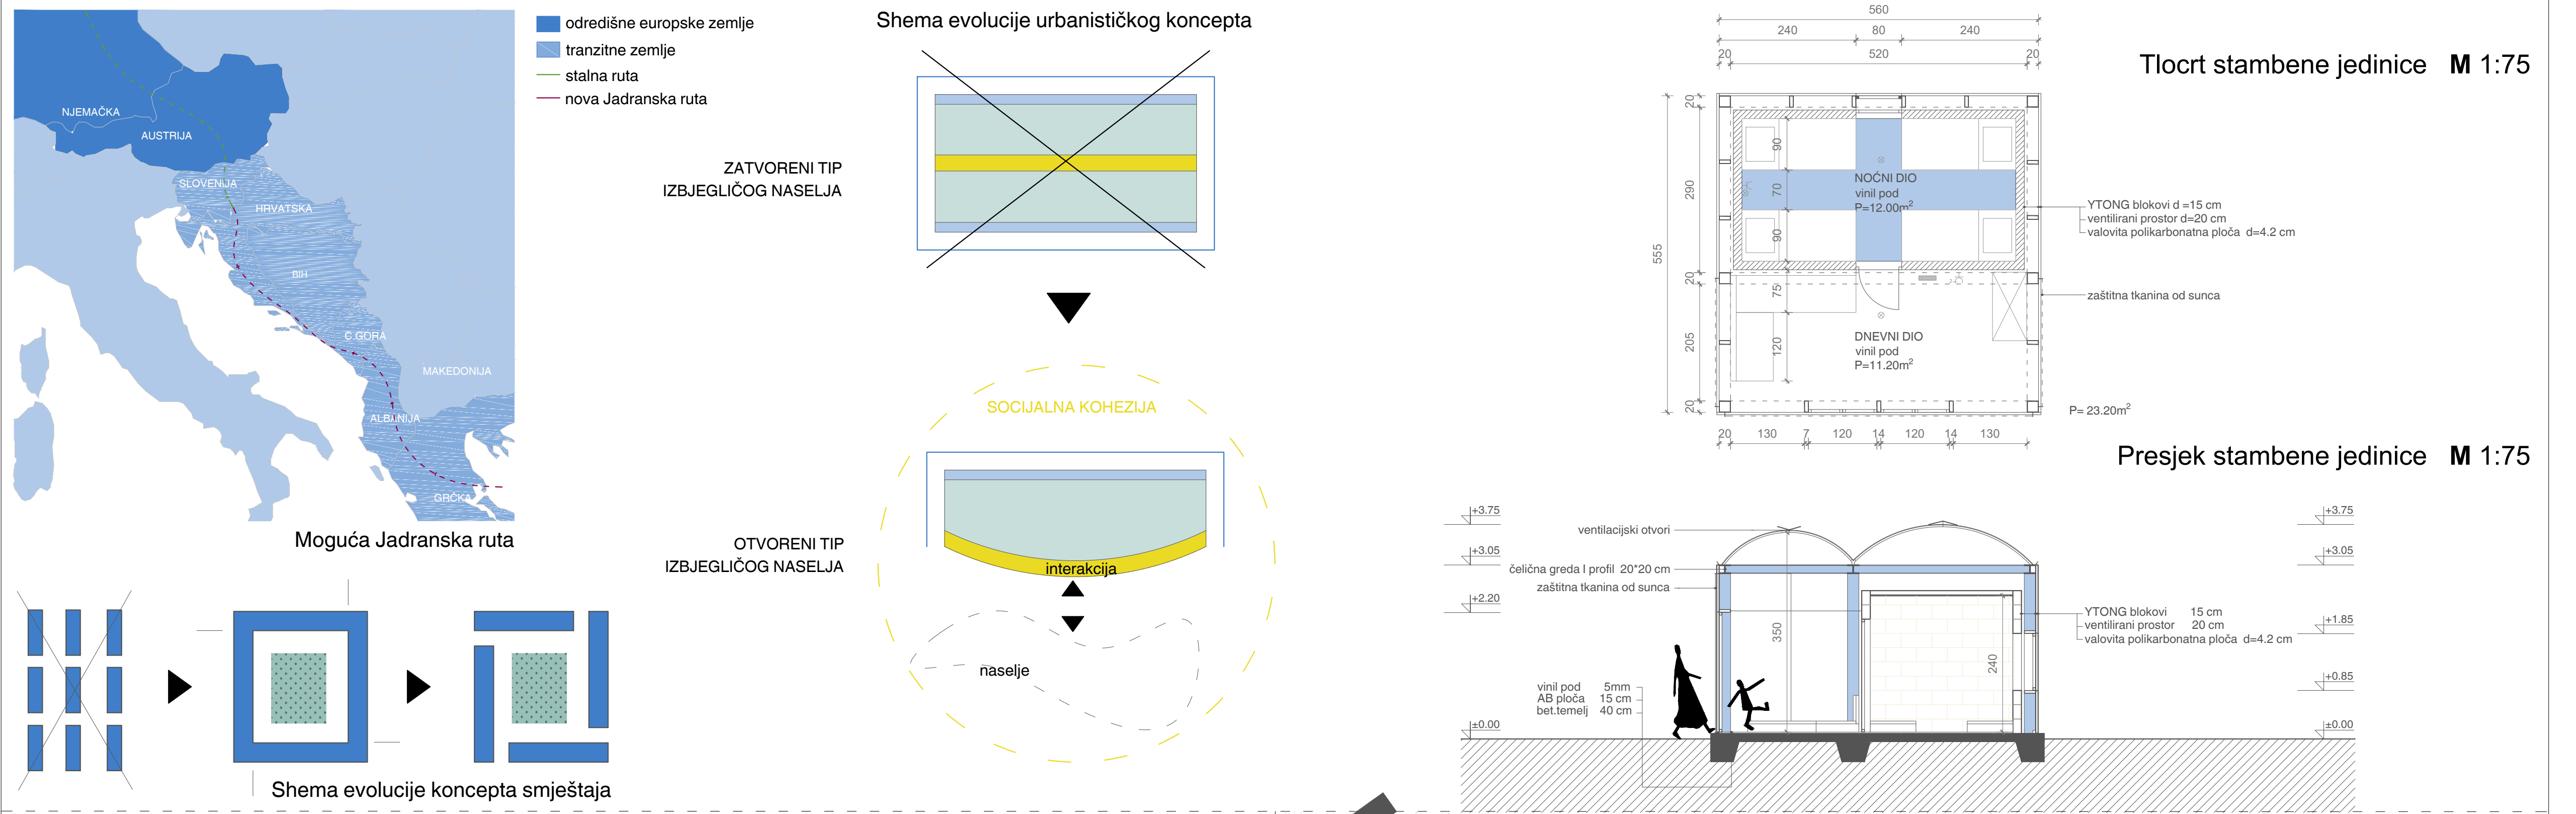 odredišne europske zemlje
tranzitne zemlje
stalna ruta
nova Jadranska ruta
NJEMAČKA
AUSTRIJA
SLOVENIJA
HRVATSKA
BIH
C.GORA
MAKEDONIJA
ALBANIJA
GRČKA
Moguća Jadranska ruta
Shema evolucije koncepta smještaja
Shema evolucije urbanističkog koncepta
ZATVORENI TIP
IZBJEGLIČOG NASELJA
SOCIJALNA KOHEZIJA
OTVORENI TIP
IZBJEGLIČOG NASELJA
interakcija
naselje
Tlocrt stambene jedinice M 1:75
560
240 80 240
20 520 20
20
290
20
205
20
555
90
70
90
75
120
NOĆNI DIO
vinil pod
P=12.00m²
DNEVNI DIO
vinil pod
P=11.20m²
YTONG blokovi d =15 cm
ventilirani prostor d=20 cm
valovita polikarbonatna ploča d=4.2 cm
zaštitna tkanina od sunca
P= 23.20m²
20 130 7 120 14 120 14 130
Presjek stambene jedinice M 1:75
+3.75
+3.05
+2.20
±0.00
ventilacijski otvori
čelična greda I profil 20*20 cm
zaštitna tkanina od sunca
vinil pod 5mm
AB ploča 15 cm
bet.temelj 40 cm
350
240
YTONG blokovi 15 cm
ventilirani prostor 20 cm
valovita polikarbonatna ploča d=4.2 cm
+3.75
+3.05
+1.85
+0.85
±0.00